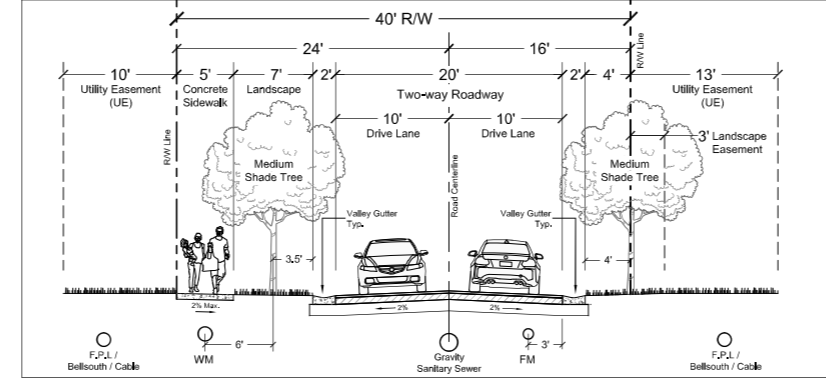 40' R/W
24'
16'
R/W Line
10'
5'
7'
2'
20'
2'
4'
13'
Utility Easement
(UE)
Concrete
Sidewalk
Landscape
Two-way Roadway
Utility Easement
(UE)
10'
Drive Lane
10'
Drive Lane
R/W Line
Road Centerline
3' Landscape
Easement
Medium
Shade Tree
Medium
Shade Tree
Valley Gutter
Typ.
Valley Gutter
Typ.
3.5'
4'
2% Max.
2%
2%
F.P.L /
Bellsouth / Cable
WM
6'
Gravity
Sanitary Sewer
FM
3'
F.P.L /
Bellsouth / Cable